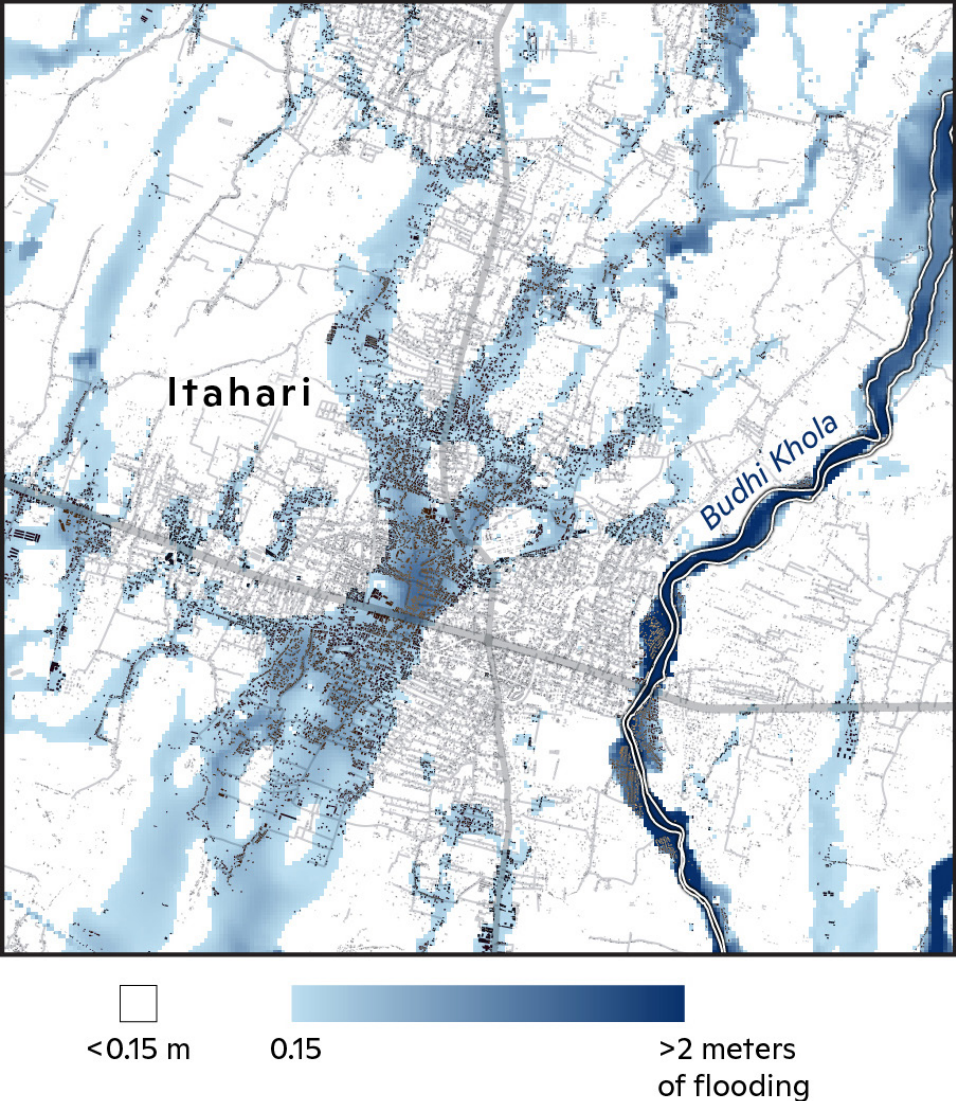 Itahari
Budhi Khola
<0.15 m
0.15
>2 meters
of flooding